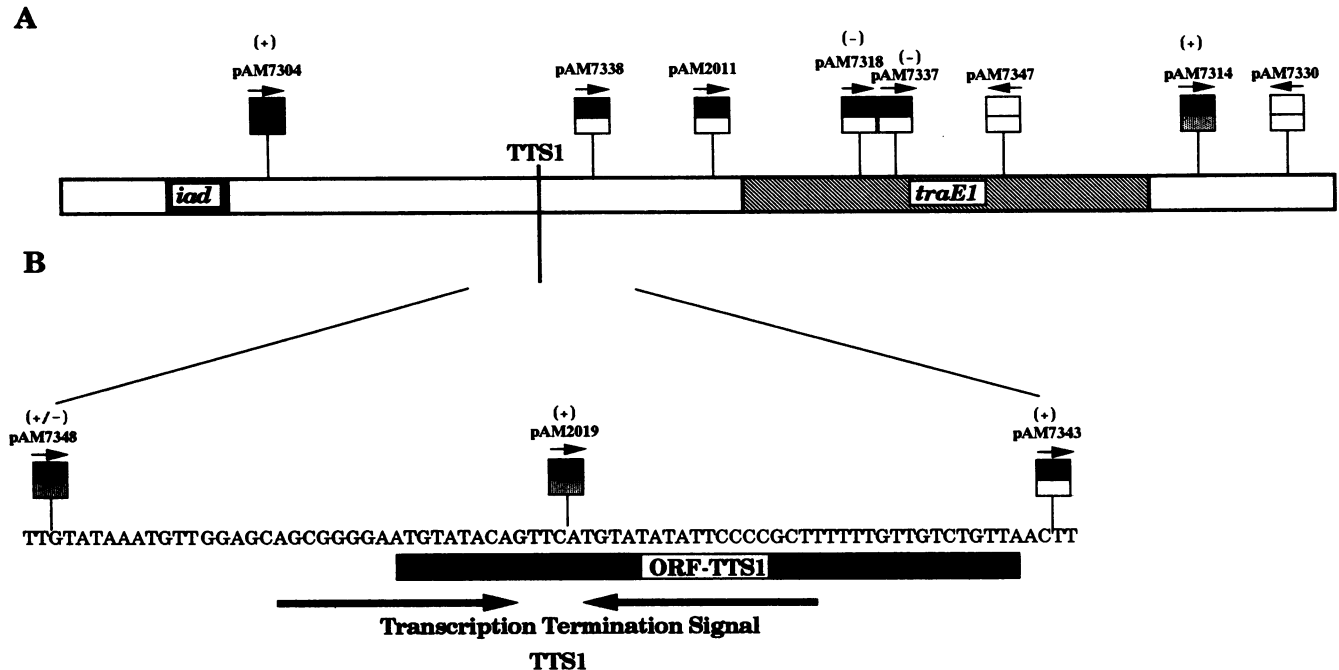 A
(+)
pAM7304
pAM7338
pAM2011
(-)
pAM7318
(-)
pAM7337
pAM7347
(+)
pAM7314
pAM7330
TTS1
iad
traE1
B
(+/-)
pAM7348
(+)
pAM2019
(+)
pAM7343
TTGTATAAATGTTGGAGCAGCGGGGAATGTATACAGTTCATGTATATATTCCCCGCTTTTTTGTTGTCTGTTAACTT
ORF-TTS1
Transcription Termination Signal
TTS1